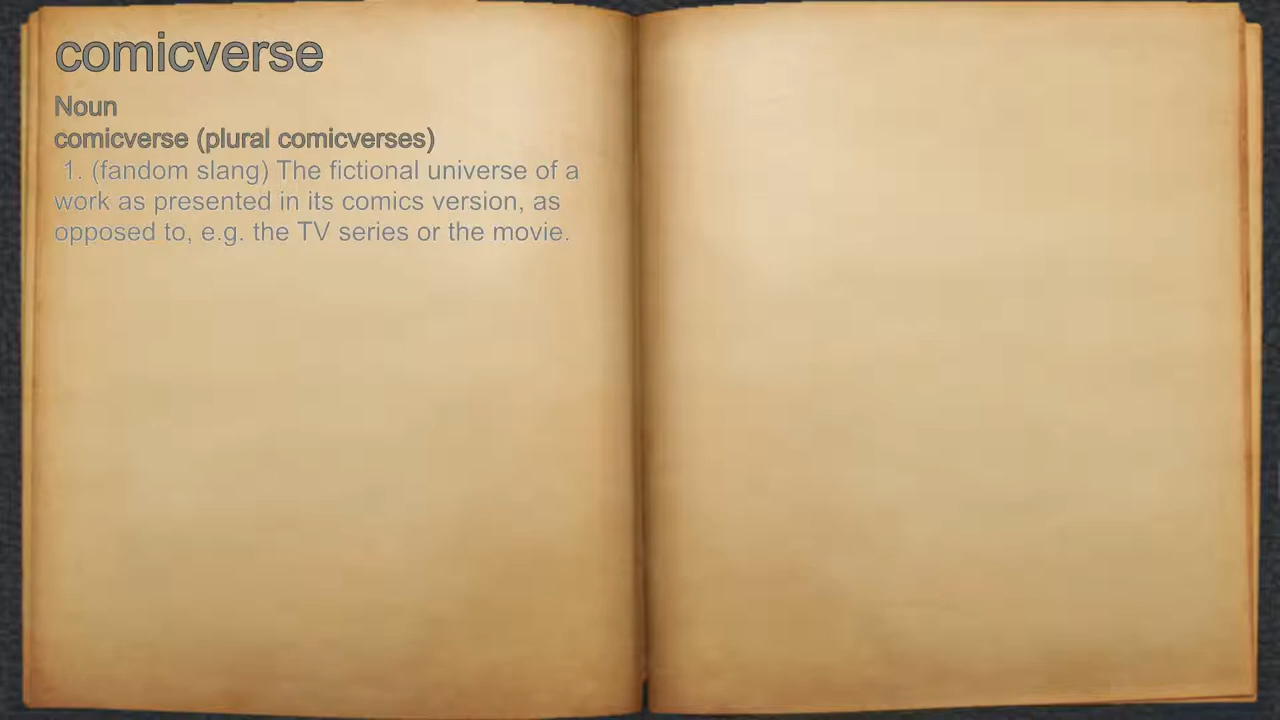 comicverse
Noun
comicverse (plural comicverses)
1. (fandom slang) The fictional universe of a
work as presented in its comics version, as
opposed to, e.g. the TV series or the movie.